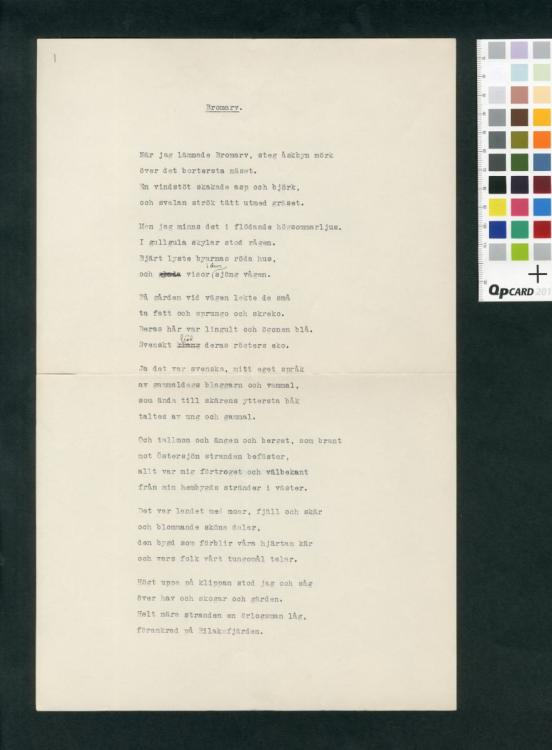 1
Bromarv.
När jag lämnade Bromarv, steg åskbyn mörk
över det bortersta näset.
En vindstöt skakade asp och björk,
och svalan strök tätt utmed gräset.
Men jag minns det i flödande högsommarljus.
I gullgula skylar stod rågen.
Bjärt lyste byarnas röda hus,
och visor sjöng vågen.
På gården vid vägen lekte de små
ta fatt och sprungo och skreko.
Deras hår var lingult och ögonen blå.
Svenskt ljöd deras rösters eko.
Ja det var svenska, mitt eget språk
av gammaldags blaggarn och vammal,
som ända till skärens yttersta båk
taltes av ung och gammal.
Och tallmon och ängen och berget, som brant
mot Östersjön stranden befäster,
allt var mig förtroget och välbekant
från min hembygds stränder i väster.
Det var landet med moar, fjäll och skär
och blommande sköna dalar,
den bygd som förblir våra hjärtan kär
och vars folk vårt tungomål talar.
Högt uppe på klippan stod jag och såg
över hav och skogar och gärden.
Helt nära stranden en örlogsman låg,
förankrad på Rilaksfjärden.
QPCARD 201